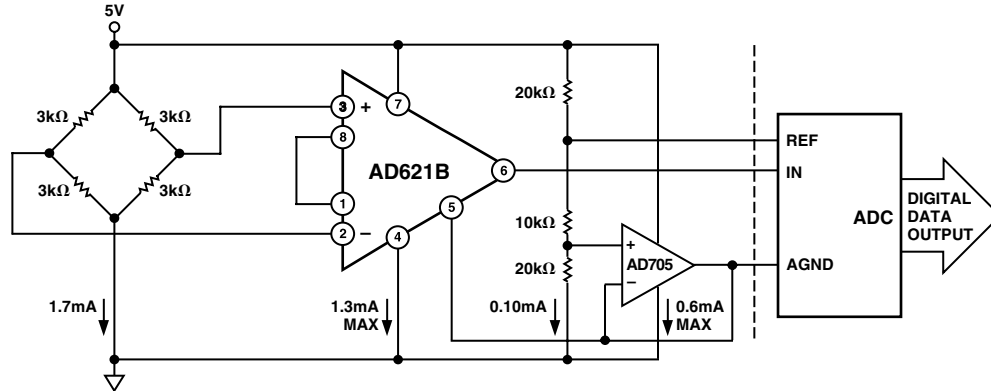 5V
3kΩ
3kΩ
3kΩ
3kΩ
1.7mA
3
+
7
8
AD621B
6
1
5
2
−
4
1.3mA
MAX
20kΩ
10kΩ
20kΩ
0.10mA
+
AD705
−
0.6mA
MAX
REF
IN
ADC
AGND
DIGITAL
DATA
OUTPUT